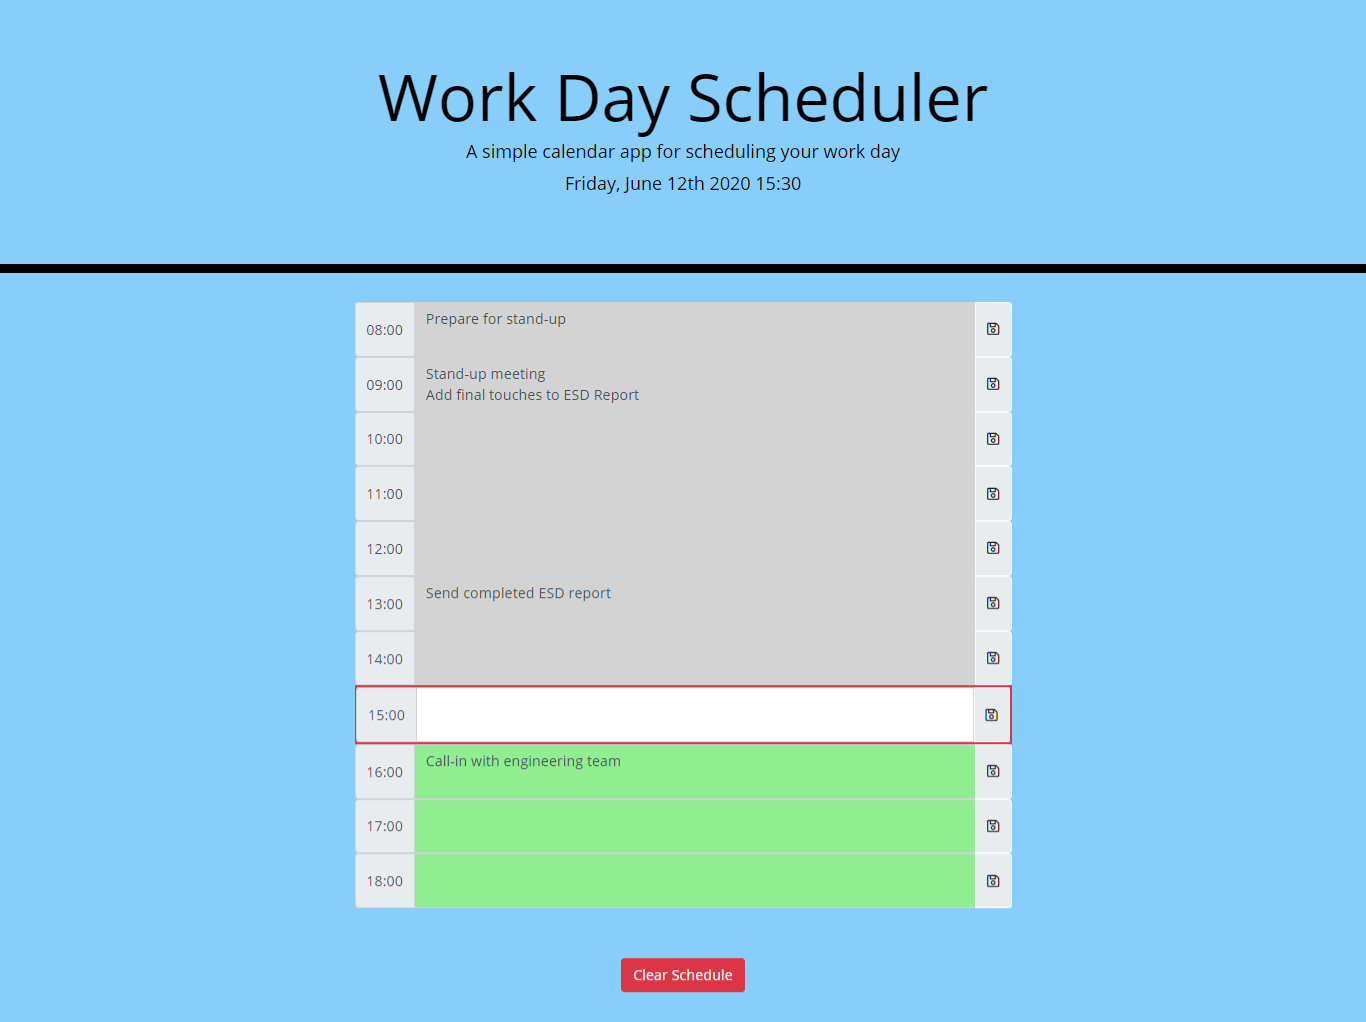 Work Day Scheduler
A simple calendar app for scheduling your work day
Friday, June 12th 2020 15:30
08:00 Prepare for stand-up
09:00 Stand-up meeting
Add final touches to ESD Report
10:00
11:00
12:00
13:00 Send completed ESD report
14:00
15:00
16:00 Call-in with engineering team
17:00
18:00
Clear Schedule